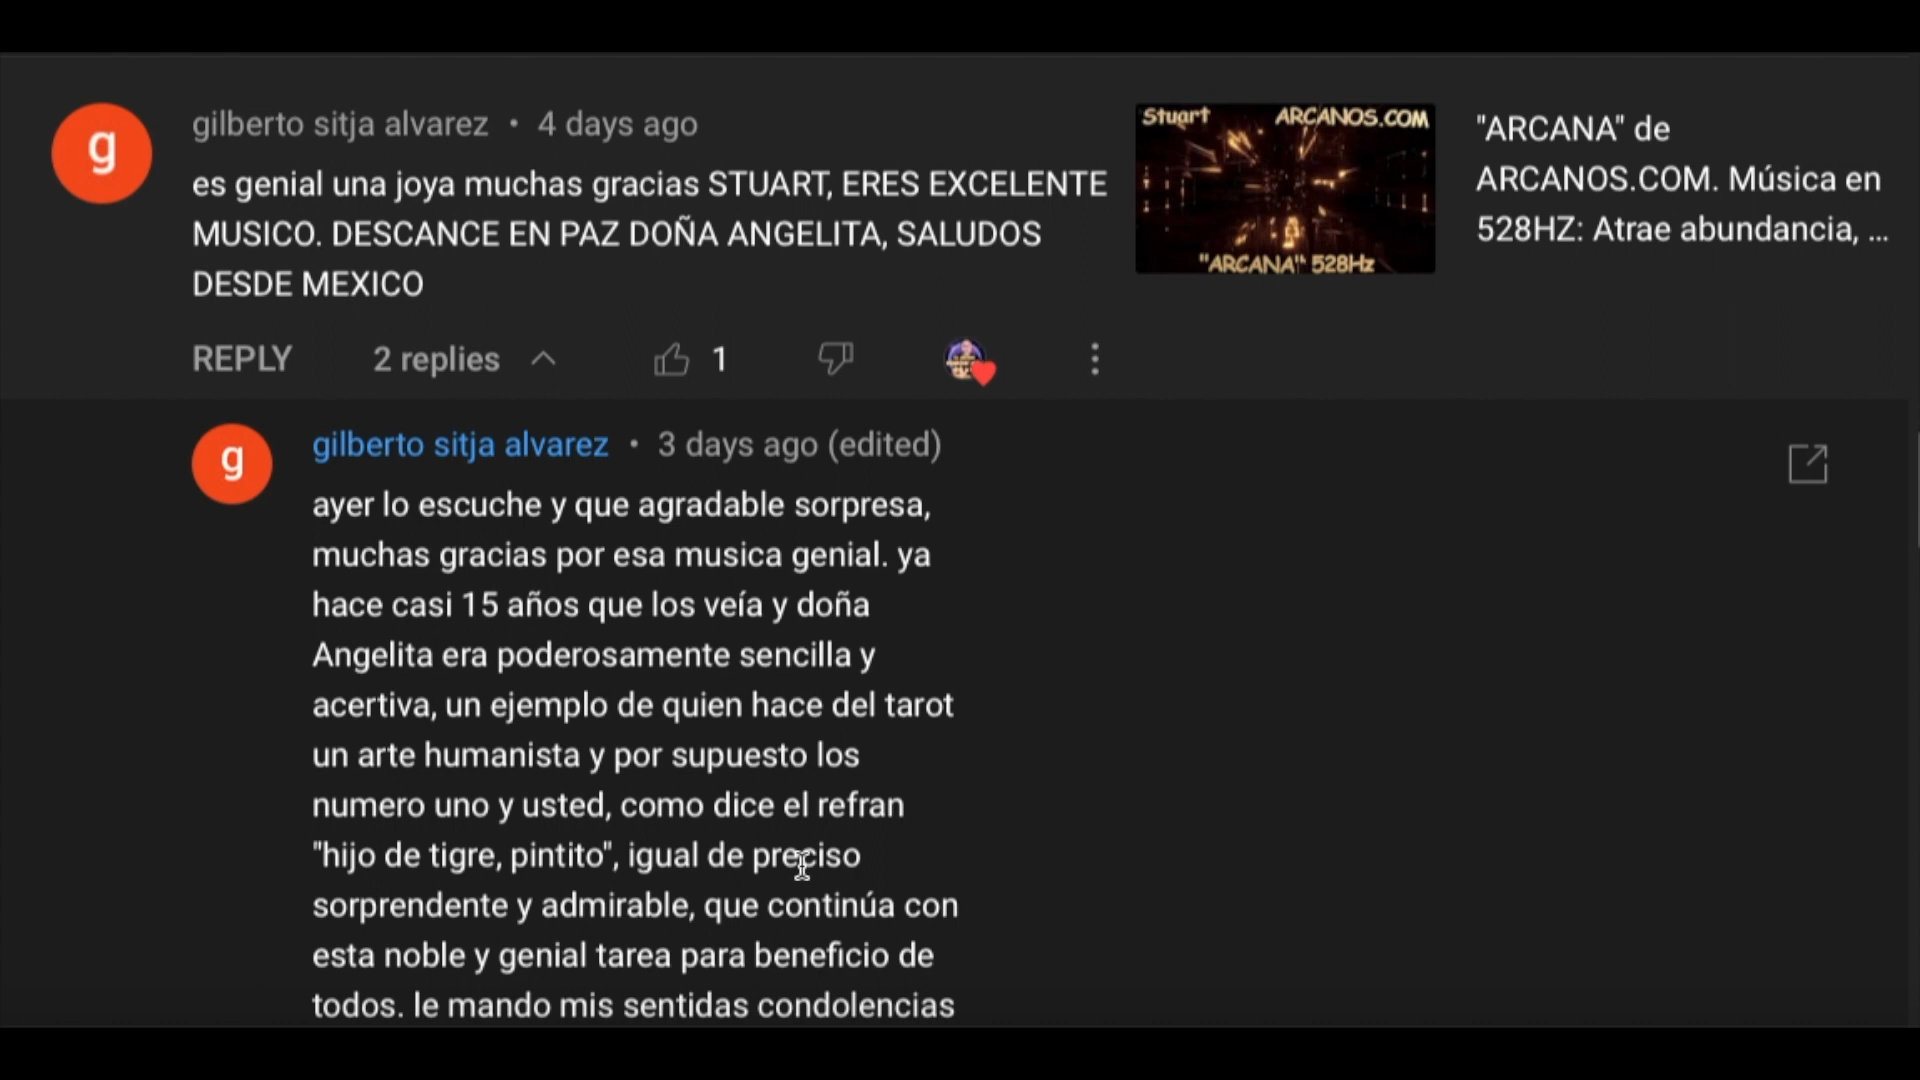 g
gilberto sitja alvarez • 4 days ago
es genial una joya muchas gracias STUART, ERES EXCELENTE
MUSICO. DESCANCE EN PAZ DOÑA ANGELITA, SALUDOS
DESDE MEXICO
Stuart ARCANOS.COM
"ARCANA" 528Hz
"ARCANA" de
ARCANOS.COM. Música en
528HZ: Atrae abundancia, ...
REPLY 2 replies 1
g
gilberto sitja alvarez • 3 days ago (edited)
ayer lo escuche y que agradable sorpresa,
muchas gracias por esa musica genial. ya
hace casi 15 años que los veía y doña
Angelita era poderosamente sencilla y
acertiva, un ejemplo de quien hace del tarot
un arte humanista y por supuesto los
numero uno y usted, como dice el refran
"hijo de tigre, pintito", igual de preciso
sorprendente y admirable, que continúa con
esta noble y genial tarea para beneficio de
todos. le mando mis sentidas condolencias